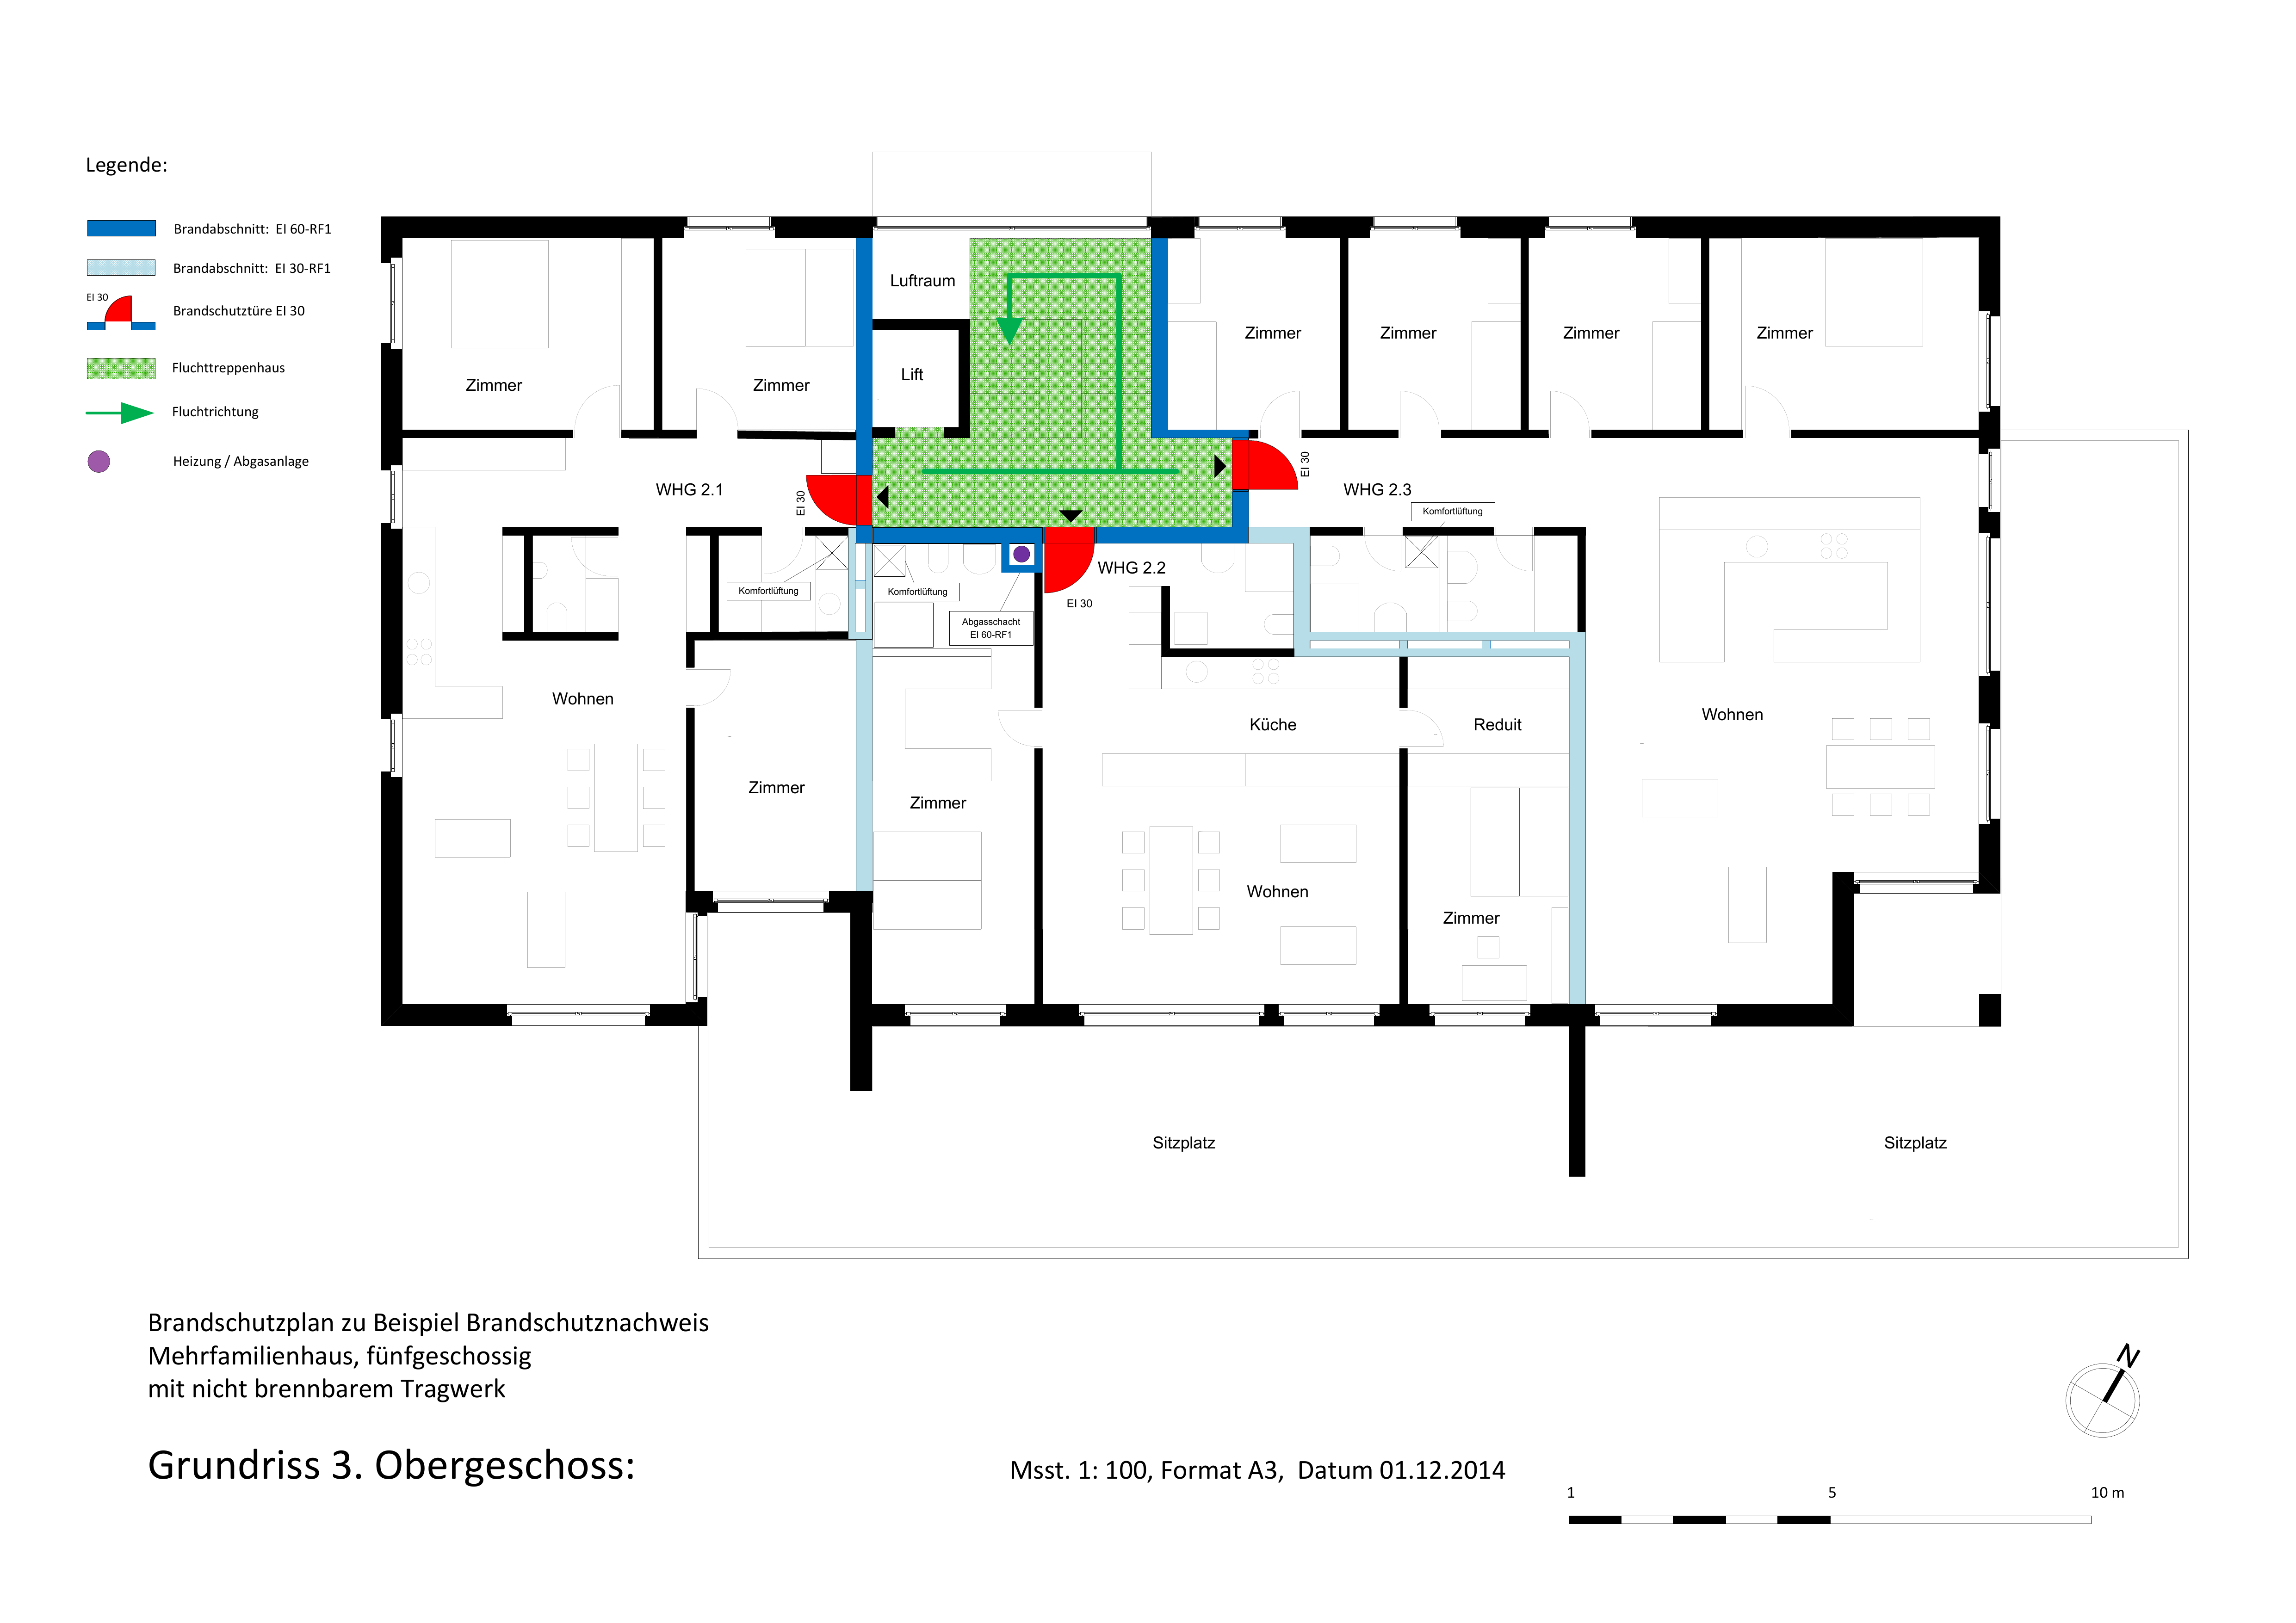 Legende:
Brandabschnitt: EI 60-RF1
Brandabschnitt: EI 30-RF1
EI 30
Brandschutztüre EI 30
Fluchttreppenhaus
Fluchtrichtung
Heizung / Abgasanlage
Luftraum
Lift
Zimmer
Zimmer
Zimmer
Zimmer
Zimmer
Zimmer
WHG 2.1
EI 30
EI 30
WHG 2.3
Komfortlüftung
WHG 2.2
EI 30
Komfortlüftung
Komfortlüftung
Abgasschacht
EI 60-RF1
Wohnen
Zimmer
Zimmer
Küche
Reduit
Wohnen
Wohnen
Zimmer
Sitzplatz
Sitzplatz
Brandschutzplan zu Beispiel Brandschutznachweis
Mehrfamilienhaus, fünfgeschossig
mit nicht brennbarem Tragwerk
N
Grundriss 3. Obergeschoss:
Msst. 1: 100, Format A3, Datum 01.12.2014
1 5 10 m